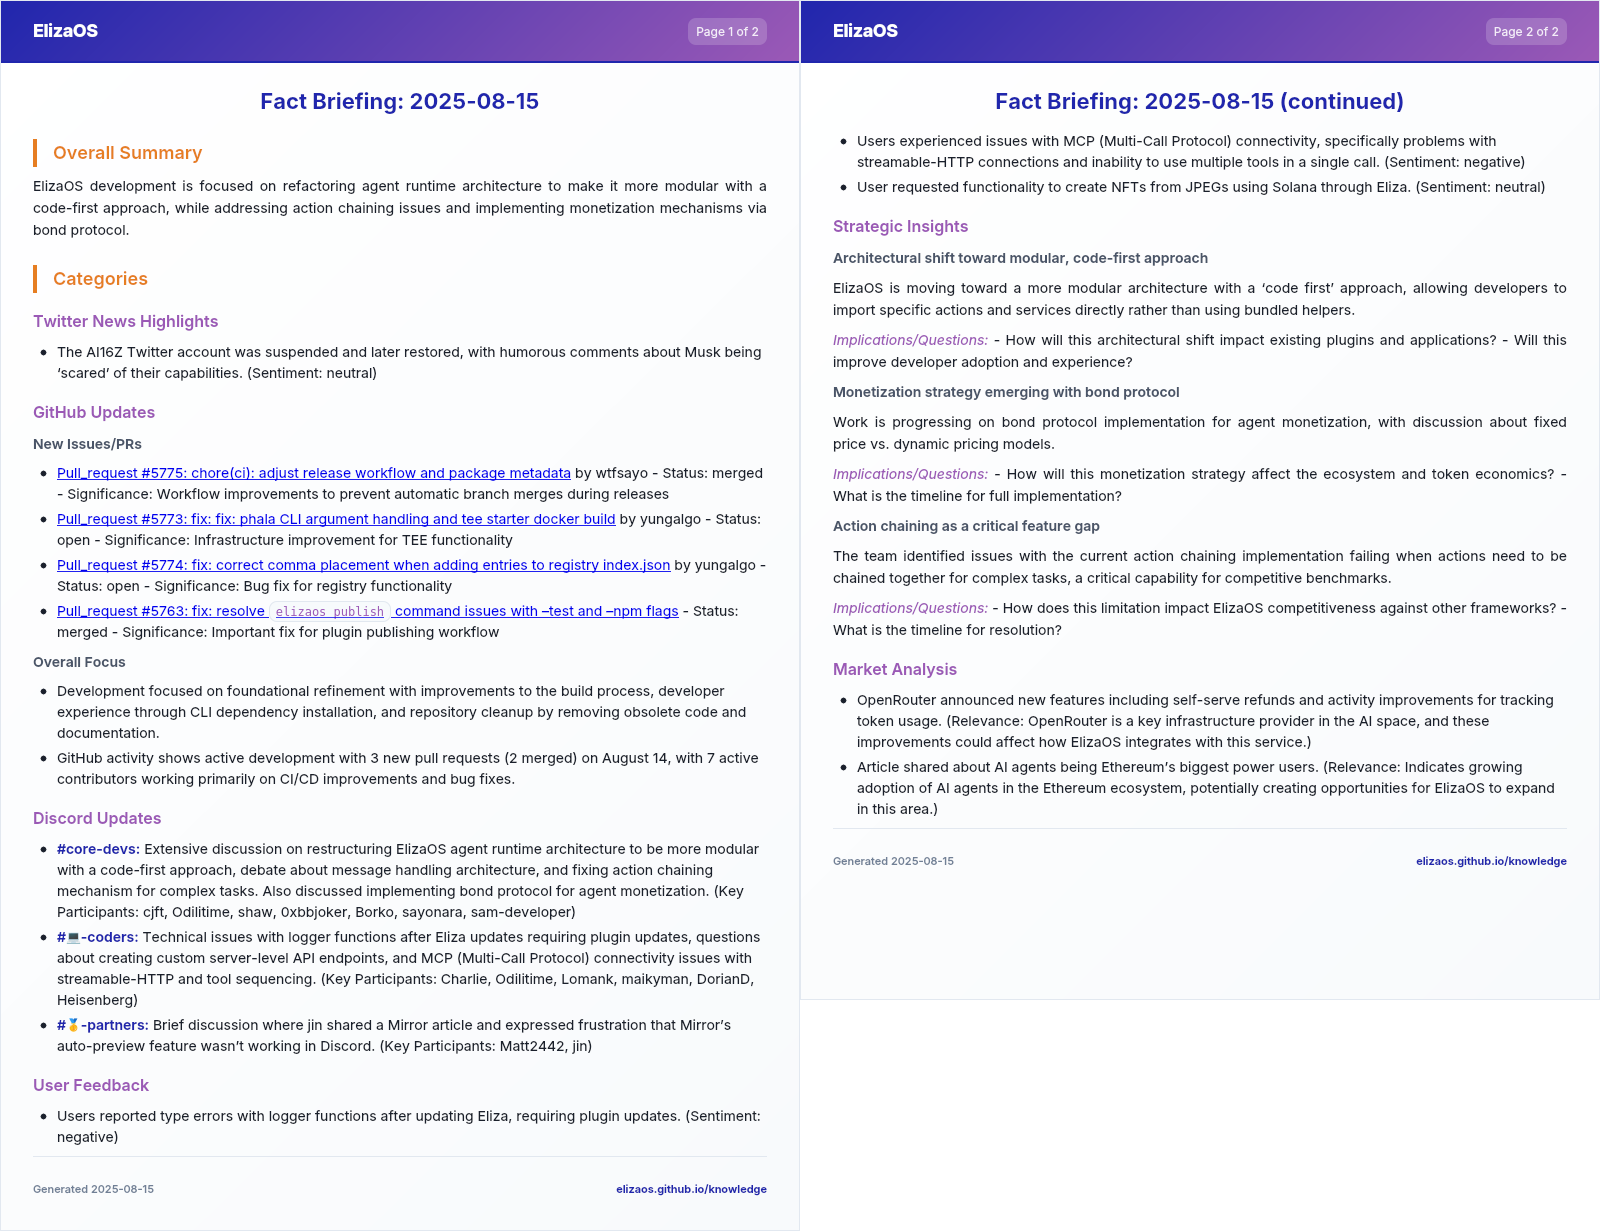 ElizaOS
Page 1 of 2
Fact Briefing: 2025-08-15
Overall Summary
ElizaOS development is focused on refactoring agent runtime architecture to make it more modular with a
code-first approach, while addressing action chaining issues and implementing monetization mechanisms via
bond protocol.
Categories
Twitter News Highlights
• The AI16Z Twitter account was suspended and later restored, with humorous comments about Musk being
‘scared’ of their capabilities. (Sentiment: neutral)
GitHub Updates
New Issues/PRs
• Pull_request #5775: chore(ci): adjust release workflow and package metadata by wtfsayo - Status: merged
- Significance: Workflow improvements to prevent automatic branch merges during releases
• Pull_request #5773: fix: fix: phala CLI argument handling and tee starter docker build by yungalgo - Status:
open - Significance: Infrastructure improvement for TEE functionality
• Pull_request #5774: fix: correct comma placement when adding entries to registry index.json by yungalgo -
Status: open - Significance: Bug fix for registry functionality
• Pull_request #5763: fix: resolve elizaos publish command issues with –test and –npm flags - Status:
merged - Significance: Important fix for plugin publishing workflow
Overall Focus
• Development focused on foundational refinement with improvements to the build process, developer
experience through CLI dependency installation, and repository cleanup by removing obsolete code and
documentation.
• GitHub activity shows active development with 3 new pull requests (2 merged) on August 14, with 7 active
contributors working primarily on CI/CD improvements and bug fixes.
Discord Updates
• #core-devs: Extensive discussion on restructuring ElizaOS agent runtime architecture to be more modular
with a code-first approach, debate about message handling architecture, and fixing action chaining
mechanism for complex tasks. Also discussed implementing bond protocol for agent monetization. (Key
Participants: cjft, Odilitime, shaw, 0xbbjoker, Borko, sayonara, sam-developer)
• #💻-coders: Technical issues with logger functions after Eliza updates requiring plugin updates, questions
about creating custom server-level API endpoints, and MCP (Multi-Call Protocol) connectivity issues with
streamable-HTTP and tool sequencing. (Key Participants: Charlie, Odilitime, Lomank, maikyman, DorianD,
Heisenberg)
• #🥇-partners: Brief discussion where jin shared a Mirror article and expressed frustration that Mirror’s
auto-preview feature wasn’t working in Discord. (Key Participants: Matt2442, jin)
User Feedback
• Users reported type errors with logger functions after updating Eliza, requiring plugin updates. (Sentiment:
negative)
Generated 2025-08-15
elizaos.github.io/knowledge
ElizaOS
Page 2 of 2
Fact Briefing: 2025-08-15 (continued)
• Users experienced issues with MCP (Multi-Call Protocol) connectivity, specifically problems with
streamable-HTTP connections and inability to use multiple tools in a single call. (Sentiment: negative)
• User requested functionality to create NFTs from JPEGs using Solana through Eliza. (Sentiment: neutral)
Strategic Insights
Architectural shift toward modular, code-first approach
ElizaOS is moving toward a more modular architecture with a ‘code first’ approach, allowing developers to
import specific actions and services directly rather than using bundled helpers.
Implications/Questions: - How will this architectural shift impact existing plugins and applications? - Will this
improve developer adoption and experience?
Monetization strategy emerging with bond protocol
Work is progressing on bond protocol implementation for agent monetization, with discussion about fixed
price vs. dynamic pricing models.
Implications/Questions: - How will this monetization strategy affect the ecosystem and token economics? -
What is the timeline for full implementation?
Action chaining as a critical feature gap
The team identified issues with the current action chaining implementation failing when actions need to be
chained together for complex tasks, a critical capability for competitive benchmarks.
Implications/Questions: - How does this limitation impact ElizaOS competitiveness against other frameworks? -
What is the timeline for resolution?
Market Analysis
• OpenRouter announced new features including self-serve refunds and activity improvements for tracking
token usage. (Relevance: OpenRouter is a key infrastructure provider in the AI space, and these
improvements could affect how ElizaOS integrates with this service.)
• Article shared about AI agents being Ethereum’s biggest power users. (Relevance: Indicates growing
adoption of AI agents in the Ethereum ecosystem, potentially creating opportunities for ElizaOS to expand
in this area.)
Generated 2025-08-15
elizaos.github.io/knowledge